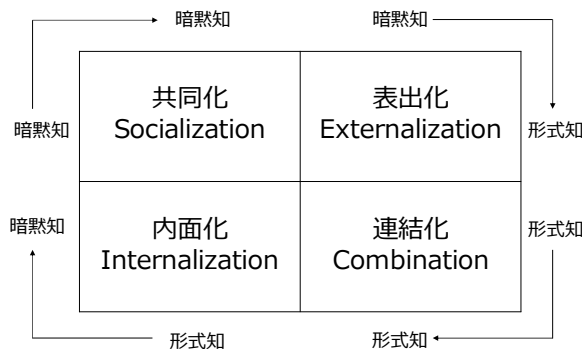 暗黙知
暗黙知
共同化
Socialization
表出化
Externalization
暗黙知
形式知
暗黙知
内面化
Internalization
連結化
Combination
形式知
形式知
形式知